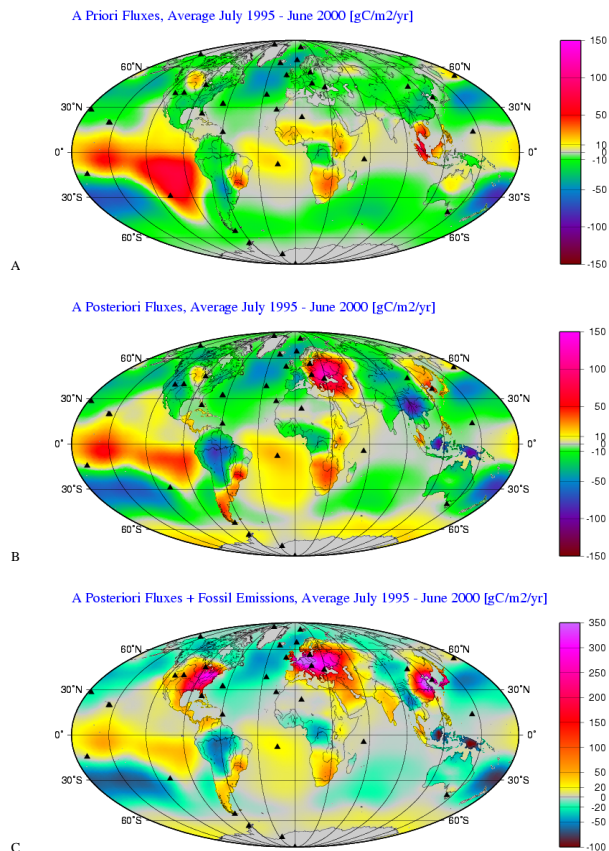 A Priori Fluxes, Average July 1995 - June 2000 [gC/m2/yr]
60°N
60°N
30°N
30°N
0°
0°
30°S
30°S
60°S
60°S
150
100
50
10
0
-10
-50
-100
-150
A
A Posteriori Fluxes, Average July 1995 - June 2000 [gC/m2/yr]
60°N
60°N
30°N
30°N
0°
0°
30°S
30°S
60°S
60°S
150
100
50
10
0
-10
-50
-100
-150
B
A Posteriori Fluxes + Fossil Emissions, Average July 1995 - June 2000 [gC/m2/yr]
60°N
60°N
30°N
30°N
0°
0°
30°S
30°S
60°S
60°S
350
300
250
200
150
100
50
20
0
-20
-50
-100
C